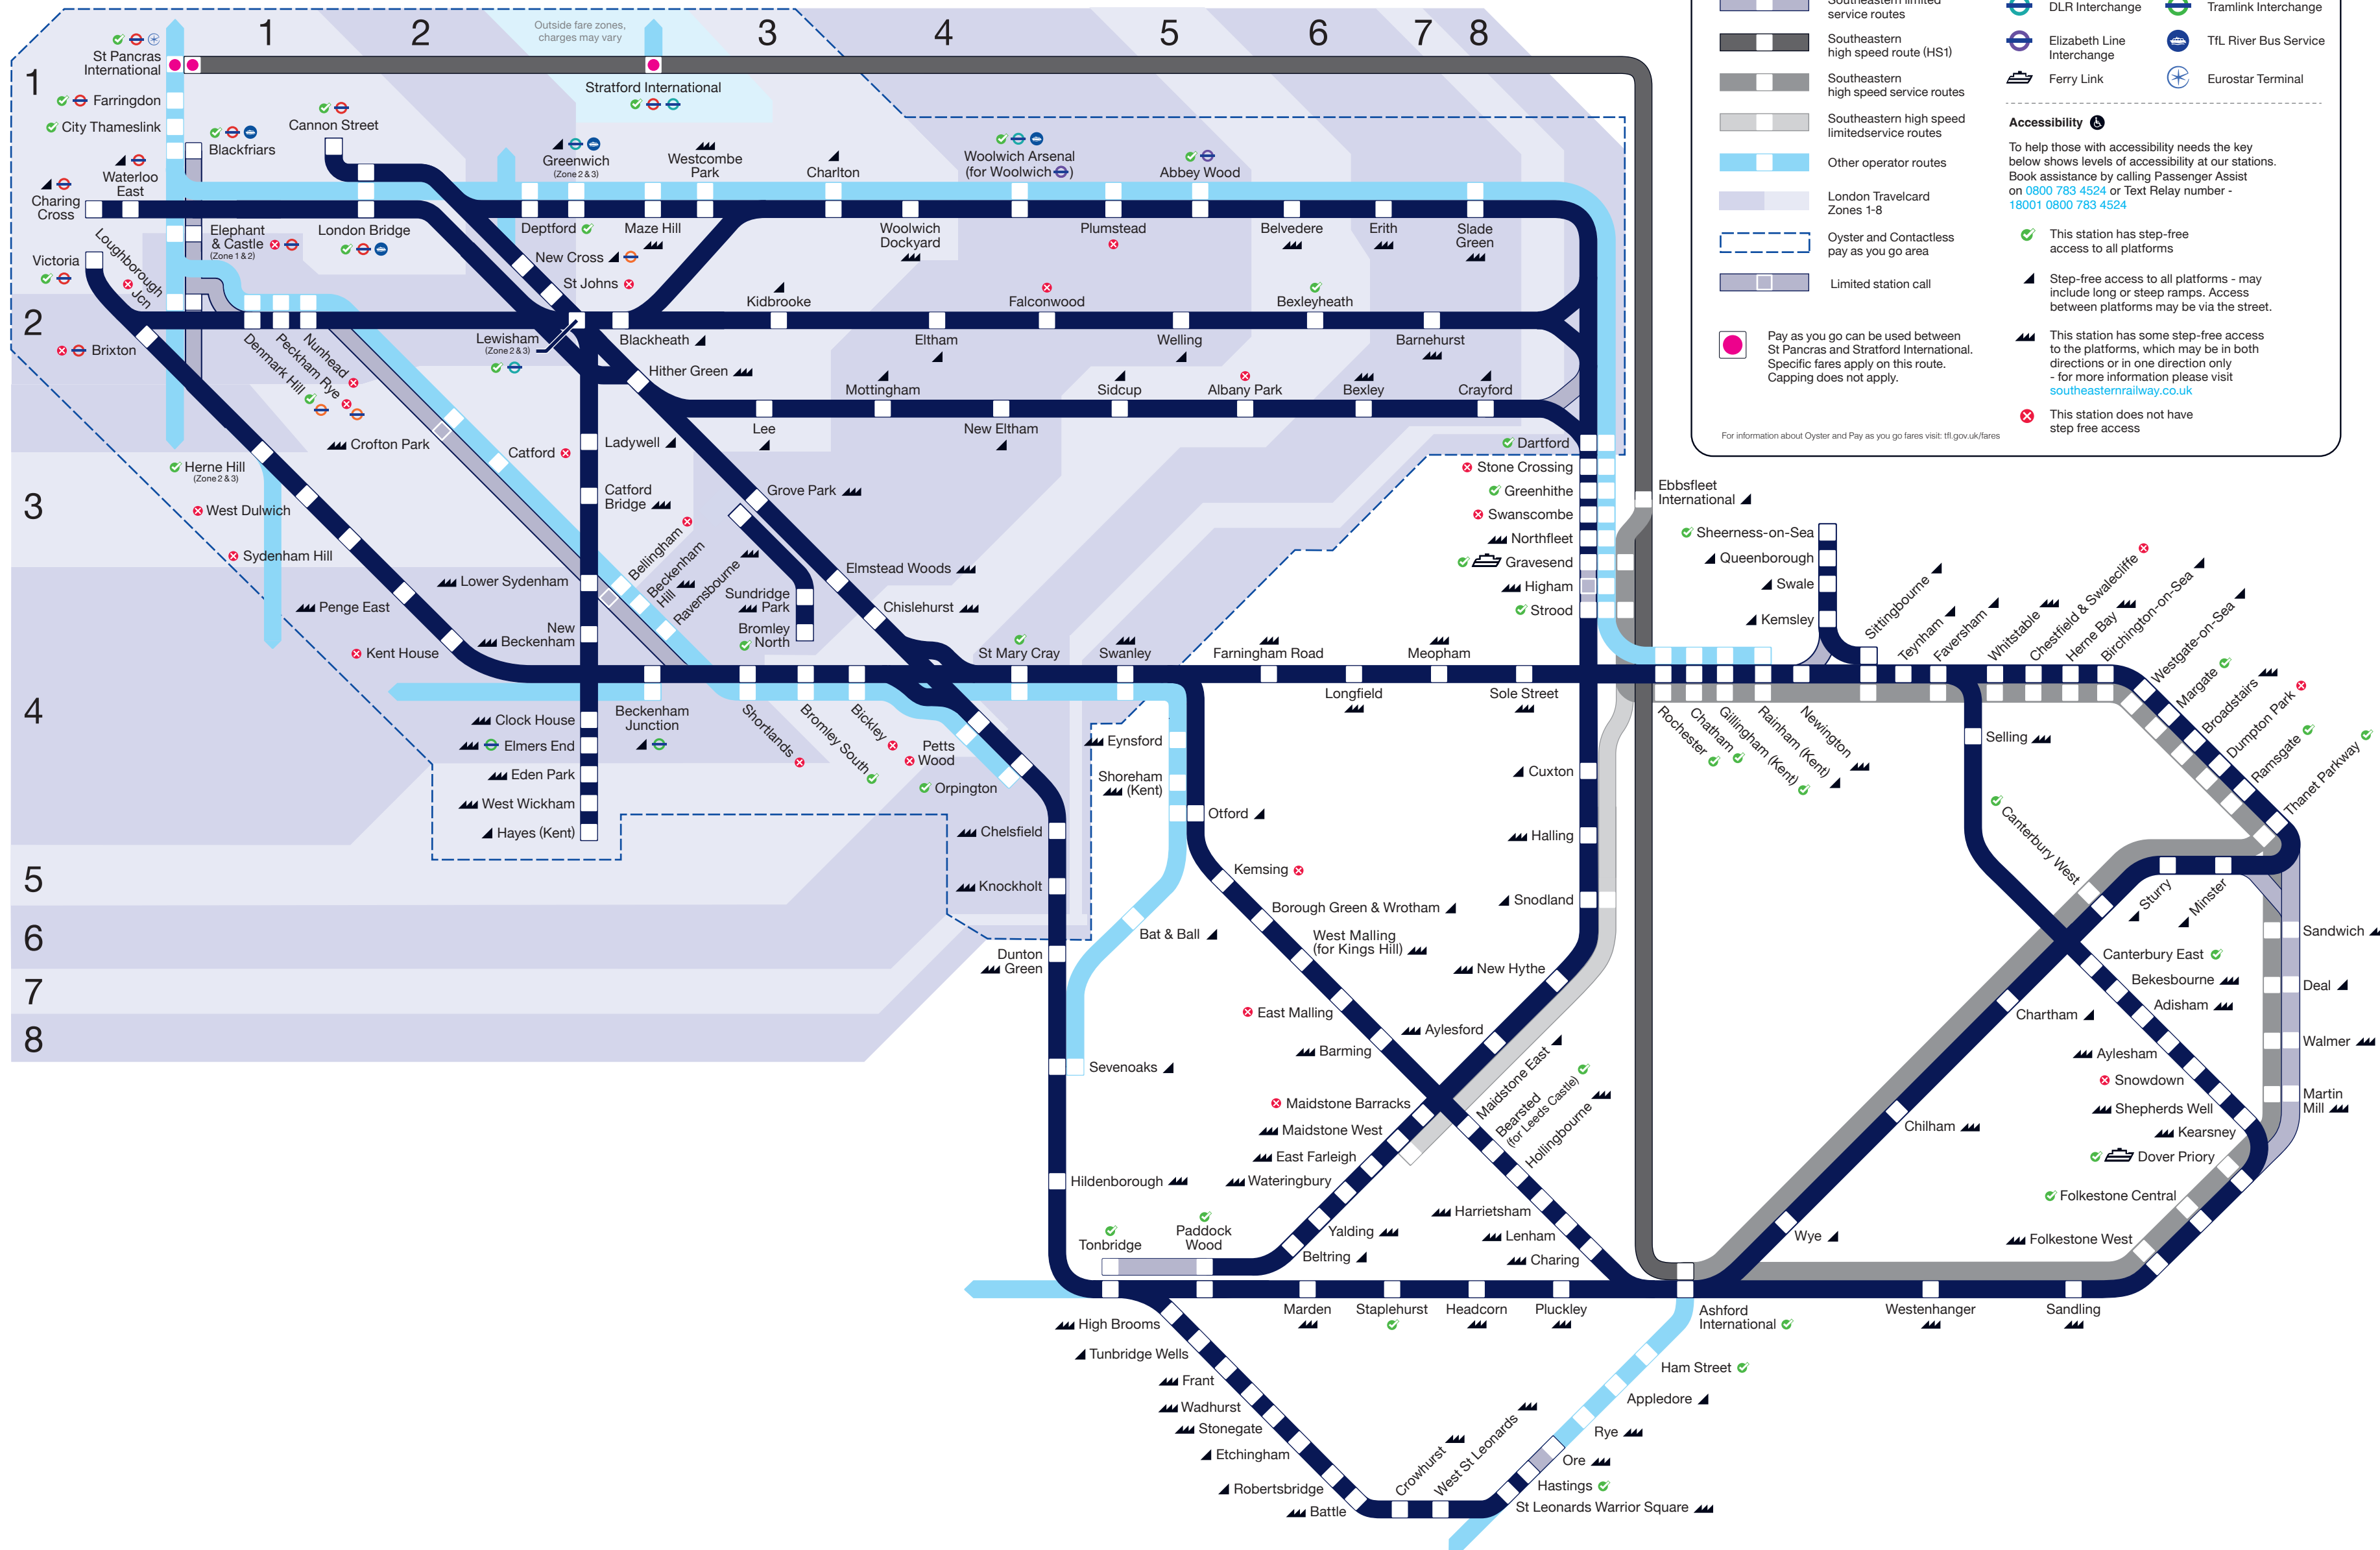 1
2
3
4
5
6
7
8
Outside fare zones,
charges may vary
1
2
3
4
5
6
7
8
St Pancras
International
Farringdon
City Thameslink
Blackfriars
Cannon Street
Stratford International
Waterloo
East
Charing
Cross
Elephant
& Castle
(Zone 1 & 2)
London Bridge
Victoria
Loughborough
Jcn
Brixton
Greenwich
(Zone 2 & 3)
Westcombe
Park
Charlton
Woolwich Arsenal
(for Woolwich )
Abbey Wood
Deptford
Maze Hill
Woolwich
Dockyard
Plumstead
Belvedere
Erith
Slade
Green
New Cross
St Johns
Lewisham
(Zone 2 & 3)
Blackheath
Kidbrooke
Eltham
Falconwood
Welling
Bexleyheath
Barnehurst
Hither Green
Mottingham
Sidcup
Albany Park
Bexley
Crayford
Lee
New Eltham
Denmark Hill
Peckham Rye
Nunhead
Crofton Park
Catford
Ladywell
Catford
Bridge
Grove Park
Herne Hill
(Zone 2 & 3)
West Dulwich
Sydenham Hill
Penge East
Kent House
Lower Sydenham
New
Beckenham
Bellingham
Beckenham
Hill
Ravensbourne
Sundridge
Park
Bromley
North
Elmstead Woods
Chislehurst
Clock House
Elmers End
Eden Park
West Wickham
Hayes (Kent)
Beckenham
Junction
Shortlands
Bromley South
Bickley
Petts
Wood
Orpington
St Mary Cray
Swanley
Farningham Road
Longfield
Meopham
Sole Street
Dartford
Stone Crossing
Greenhithe
Swanscombe
Northfleet
Gravesend
Higham
Strood
Ebbsfleet
International
Sheerness-on-Sea
Queenborough
Swale
Kemsley
Sittingbourne
Teynham
Faversham
Whitstable
Chestfield & Swalecliffe
Herne Bay
Birchington-on-Sea
Westgate-on-Sea
Margate
Broadstairs
Dumpton Park
Ramsgate
Thanet Parkway
Rochester
Chatham
Gillingham (Kent)
Rainham (Kent)
Newington
Selling
Canterbury West
Sturry
Minster
Sandwich
Deal
Walmer
Martin
Mill
Canterbury East
Bekesbourne
Adisham
Aylesham
Snowdown
Shepherds Well
Kearsney
Dover Priory
Folkestone Central
Folkestone West
Chartham
Chilham
Wye
Eynsford
Shoreham
(Kent)
Otford
Chelsfield
Knockholt
Dunton
Green
Bat & Ball
Sevenoaks
Hildenborough
Tonbridge
Paddock
Wood
Kemsing
Borough Green & Wrotham
West Malling
(for Kings Hill)
East Malling
Barming
Cuxton
Halling
Snodland
New Hythe
Aylesford
Maidstone Barracks
Maidstone West
East Farleigh
Wateringbury
Yalding
Beltring
Maidstone East
Bearsted
(for Leeds Castle)
Hollingbourne
Harrietsham
Lenham
Charing
Marden
Staplehurst
Headcorn
Pluckley
Ashford
International
Westenhanger
Sandling
High Brooms
Tunbridge Wells
Frant
Wadhurst
Stonegate
Etchingham
Robertsbridge
Battle
Crowhurst
West St Leonards
St Leonards Warrior Square
Hastings
Ore
Rye
Appledore
Ham Street
Southeastern limited
service routes
Southeastern
high speed route (HS1)
Southeastern
high speed service routes
Southeastern high speed
limitedservice routes
Other operator routes
London Travelcard
Zones 1-8
Oyster and Contactless
pay as you go area
Limited station call
Pay as you go can be used between
St Pancras and Stratford International.
Specific fares apply on this route.
Capping does not apply.
For information about Oyster and Pay as you go fares visit: tfl.gov.uk/fares
DLR Interchange
Tramlink Interchange
Elizabeth Line
Interchange
TfL River Bus Service
Ferry Link
Eurostar Terminal
Accessibility
To help those with accessibility needs the key
below shows levels of accessibility at our stations.
Book assistance by calling Passenger Assist
on 0800 783 4524 or Text Relay number -
18001 0800 783 4524
This station has step-free
access to all platforms
Step-free access to all platforms - may
include long or steep ramps. Access
between platforms may be via the street.
This station has some step-free access
to the platforms, which may be in both
directions or in one direction only
- for more information please visit
southeasternrailway.co.uk
This station does not have
step free access